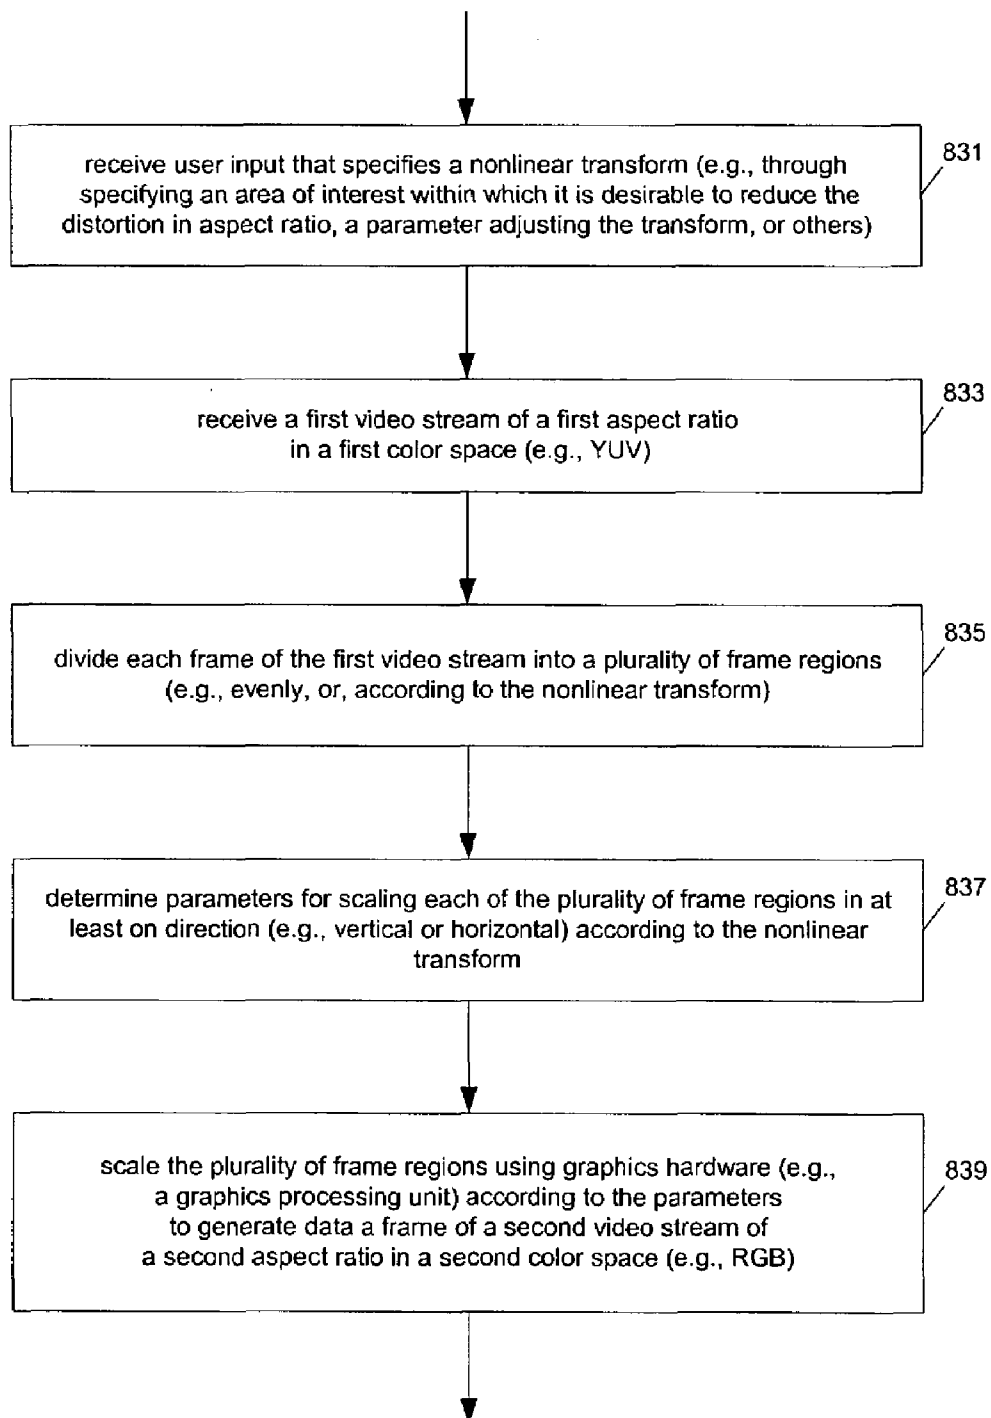 receive user input that specifies a nonlinear transform (e.g., through
specifying an area of interest within which it is desirable to reduce the
distortion in aspect ratio, a parameter adjusting the transform, or others)
831
receive a first video stream of a first aspect ratio
in a first color space (e.g., YUV)
833
divide each frame of the first video stream into a plurality of frame regions
(e.g., evenly, or, according to the nonlinear transform)
835
determine parameters for scaling each of the plurality of frame regions in at
least on direction (e.g., vertical or horizontal) according to the nonlinear
transform
837
scale the plurality of frame regions using graphics hardware (e.g.,
a graphics processing unit) according to the parameters
to generate data a frame of a second video stream of
a second aspect ratio in a second color space (e.g., RGB)
839